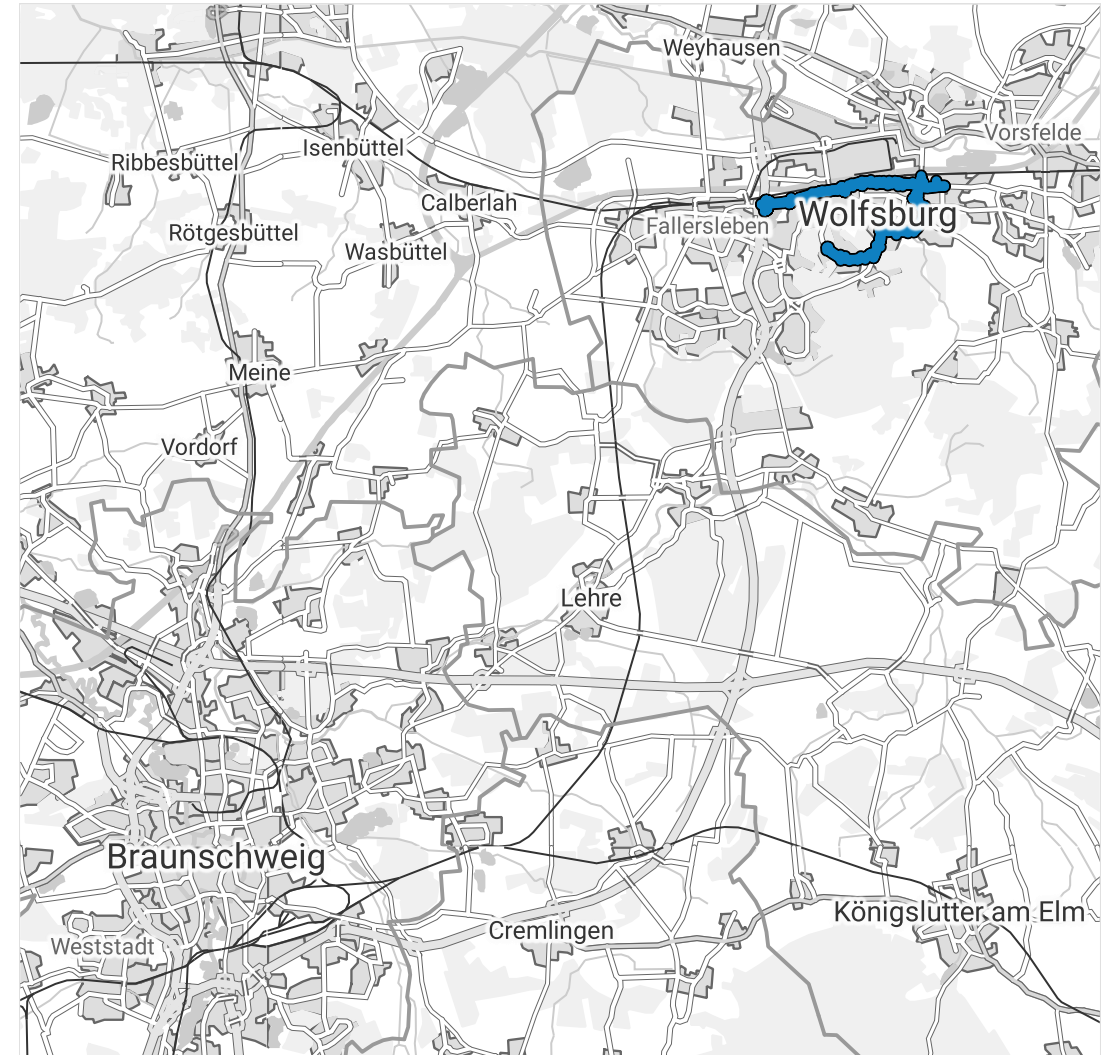 Weyhausen
Vorsfelde
Isenbüttel
Ribbesbüttel
Calberlah
Wolfsburg
Fallersleben
Rötgesbüttel
Wasbüttel
Meine
Vordorf
Lehre
Braunschweig
Königslutter am Elm
Cremlingen
Weststadt